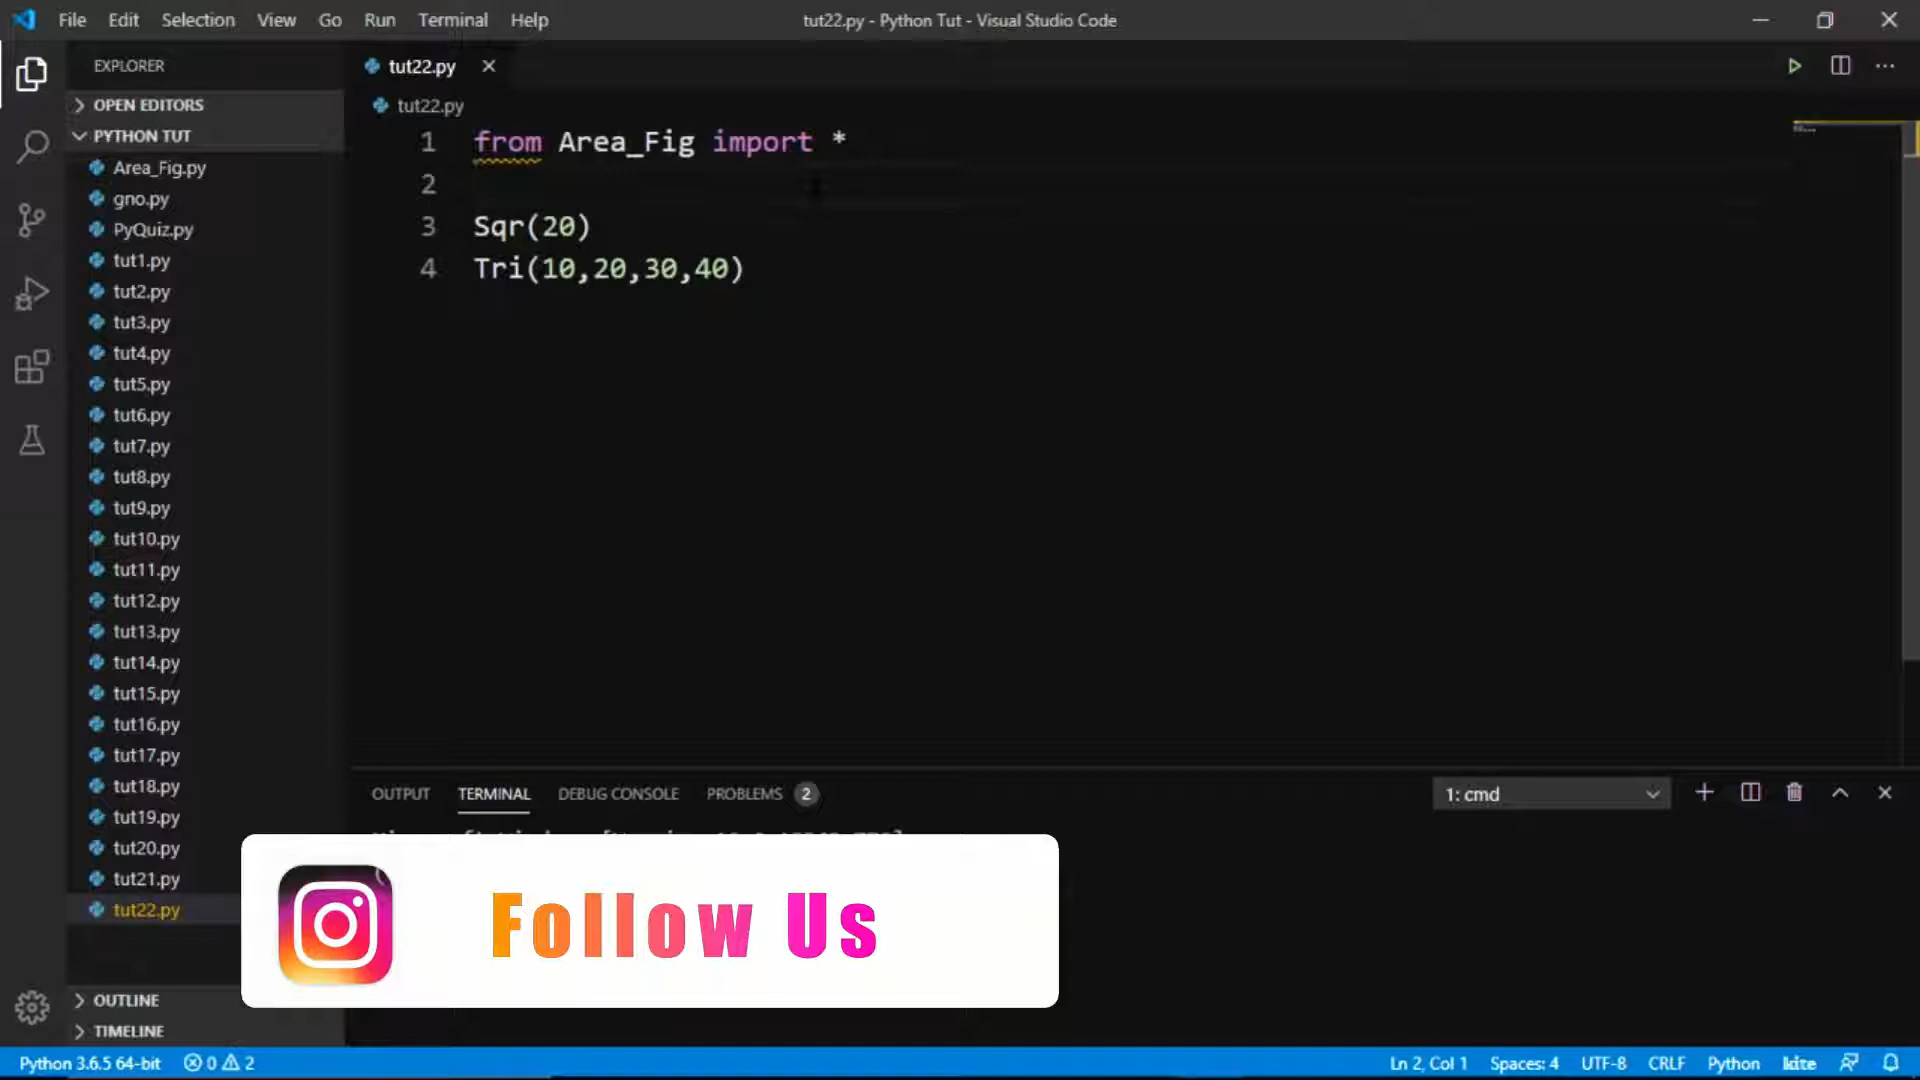 File Edit Selection View Go Run Terminal Help
tut22.py - Python Tut - Visual Studio Code
EXPLORER
OPEN EDITORS
PYTHON TUT
Area_Fig.py
gno.py
PyQuiz.py
tut1.py
tut2.py
tut3.py
tut4.py
tut5.py
tut6.py
tut7.py
tut8.py
tut9.py
tut10.py
tut11.py
tut12.py
tut13.py
tut14.py
tut15.py
tut16.py
tut17.py
tut18.py
tut19.py
tut20.py
tut21.py
tut22.py
OUTLINE
TIMELINE
tut22.py
tut22.py
1 from Area_Fig import *
2
3 Sqr(20)
4 Tri(10,20,30,40)
OUTPUT TERMINAL DEBUG CONSOLE PROBLEMS 2
1: cmd
Follow Us
Python 3.6.5 64-bit 0 2
Ln 2, Col 1 Spaces: 4 UTF-8 CRLF Python kite